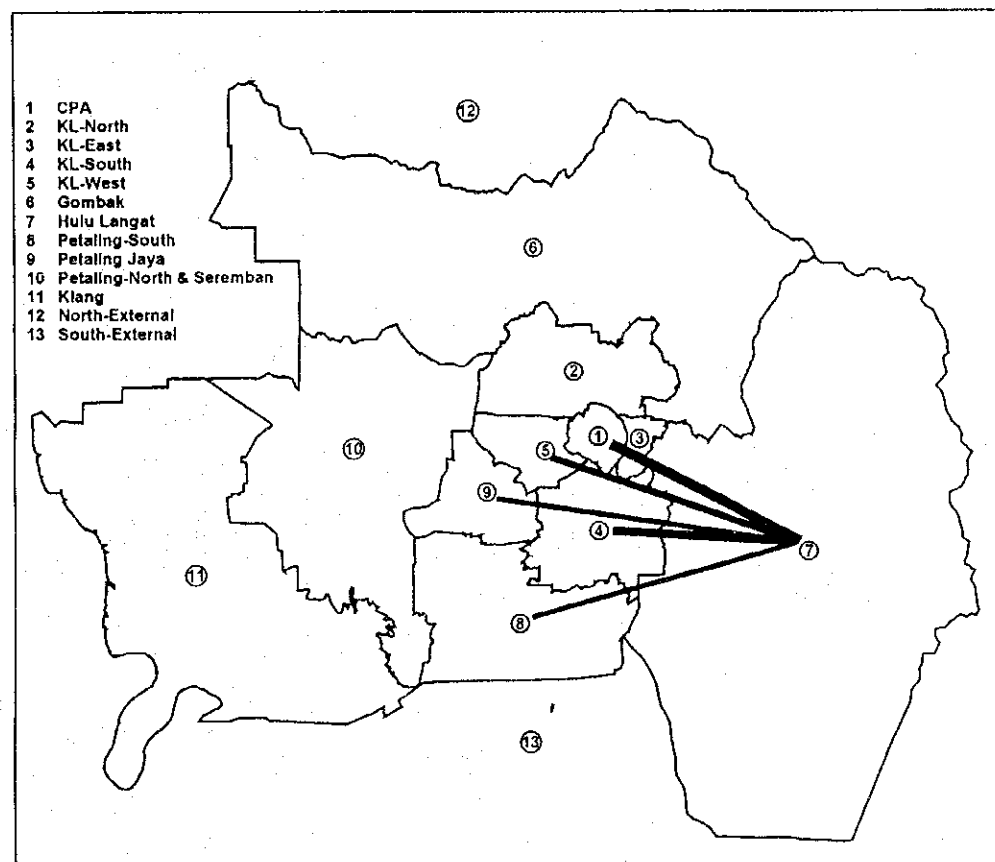 1 CPA
2 KL-North
3 KL-East
4 KL-South
5 KL-West
6 Gombak
7 Hulu Langat
8 Petaling-South
9 Petaling Jaya
10 Petaling-North & Seremban
11 Klang
12 North-External
13 South-External
12
6
2
1
3
10
5
9
4
7
11
8
13